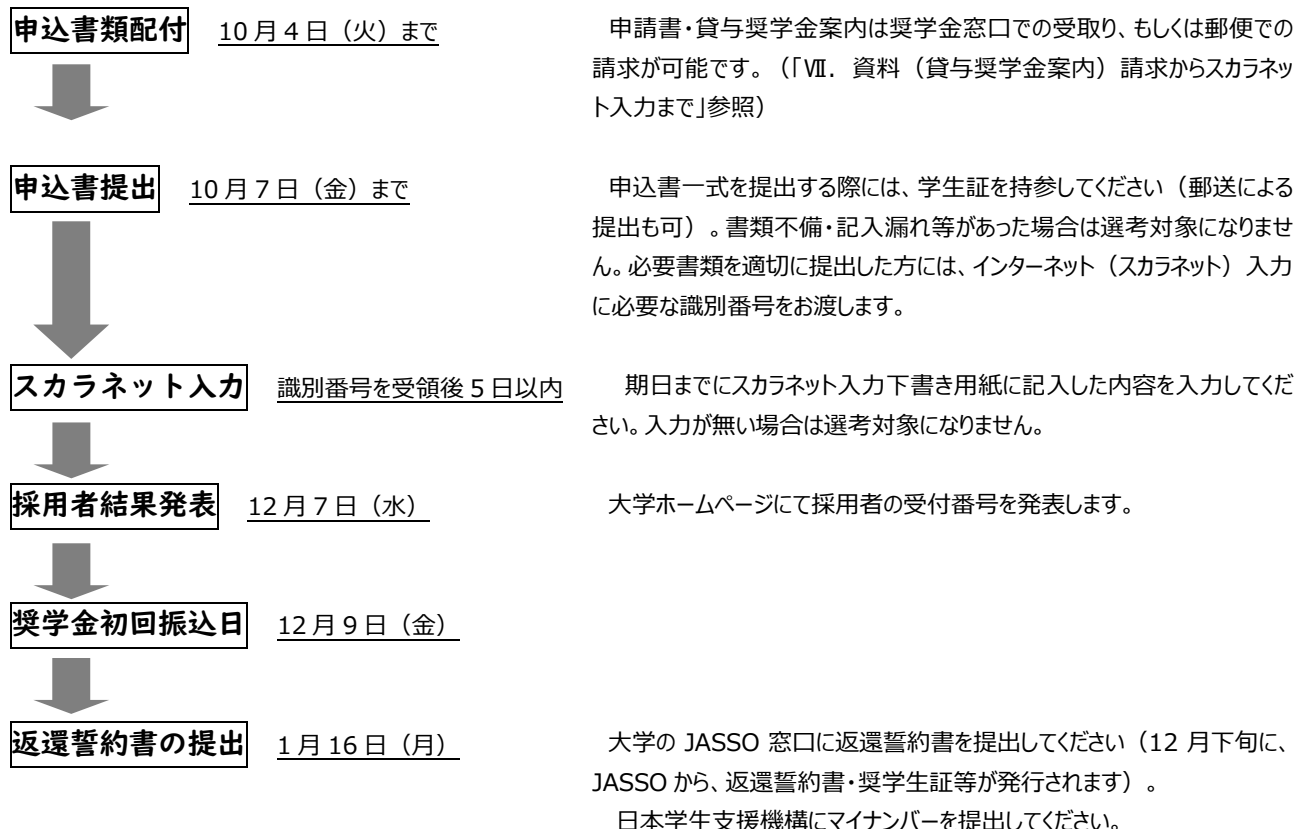 申込書類配付 10月4日（火）まで
申請書・貸与奨学金案内は奨学金窓口での受取り、もしくは郵便での
請求が可能です。（「Ⅶ．資料（貸与奨学金案内）請求からスカラネッ
ト入力まで」参照）
申込書提出 10月7日（金）まで
申込書一式を提出する際には、学生証を持参してください（郵送による
提出も可）。書類不備・記入漏れ等があった場合は選考対象になりませ
ん。必要書類を適切に提出した方には、インターネット（スカラネット）入力
に必要な識別番号をお渡します。
スカラネット入力 識別番号を受領後5日以内
期日までにスカラネット入力下書き用紙に記入した内容を入力してくだ
さい。入力が無い場合は選考対象になりません。
採用者結果発表 12月7日（水）
大学ホームページにて採用者の受付番号を発表します。
奨学金初回振込日 12月9日（金）
返還誓約書の提出 1月16日（月）
大学の JASSO 窓口に返還誓約書を提出してください（12 月下旬に、
JASSO から、返還誓約書・奨学生証等が発行されます）。
日本学生支援機構にマイナンバーを提出してください。